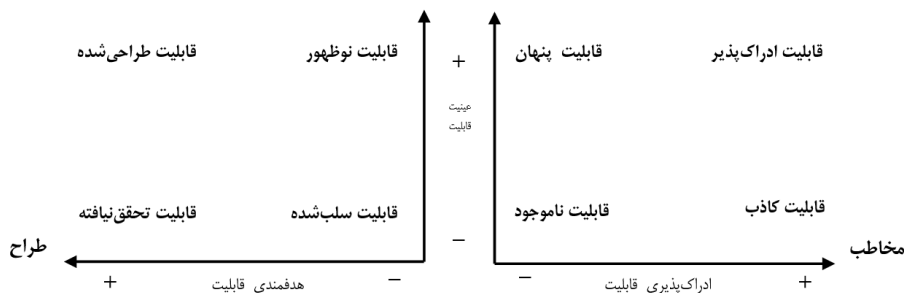 قابلیت ادراک‌پذیر
قابلیت پنهان
+
قابلیت نوظهور
قابلیت طراحی‌شده
عینیت
قابلیت
قابلیت کاذب
قابلیت ناموجود
قابلیت سلب‌شده
قابلیت تحقق‌نیافته
–
مخاطب
طراح
+
ادراک‌پذیری قابلیت
–
–
هدفمندی قابلیت
+